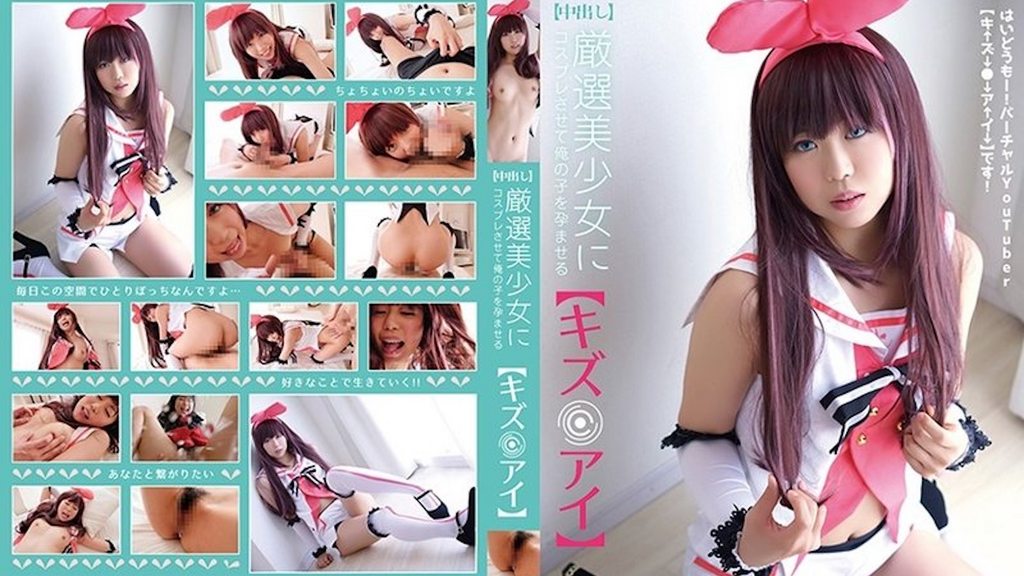 ちょちょいのちょいですよ
毎日この空間でひとりぼっちなんですよ…
好きなことで生きていく!!
あなたと繋がりたい
【中出し】
厳選美少女に
コスプレさせて俺の子を孕ませる
【キズ◎アイ】
【中出し】
厳選美少女に
コスプレさせて俺の子を孕ませる
【キズ◎アイ】
はいどうもー!バーチャルYouTuber
【キ↑ズ↓●↓ア↑イ↓】です!